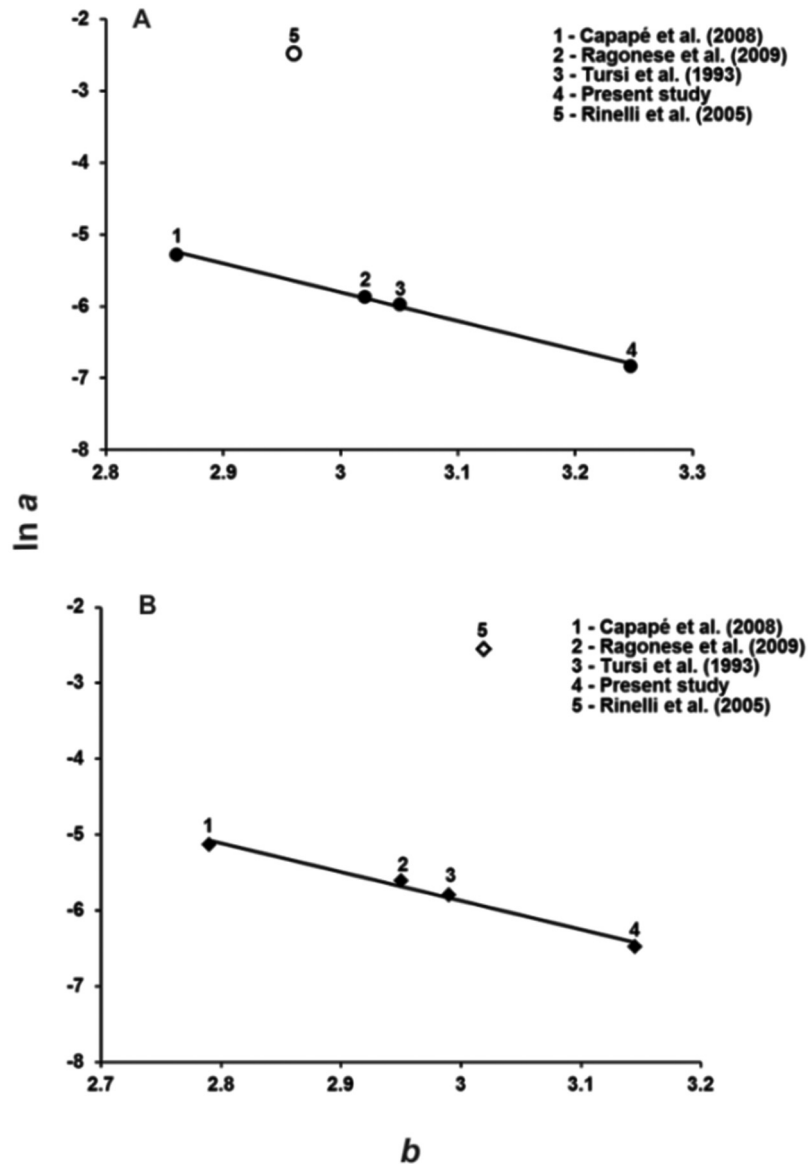 A
1 - Capapé et al. (2008)
2 - Ragonese et al. (2009)
3 - Tursi et al. (1993)
4 - Present study
5 - Rinelli et al. (2005)
-2
-3
-4
-5
-6
-7
-8
5
1
2
3
4
2.8
2.9
3
3.1
3.2
3.3
ln a
B
1 - Capapé et al. (2008)
2 - Ragonese et al. (2009)
3 - Tursi et al. (1993)
4 - Present study
5 - Rinelli et al. (2005)
-2
-3
-4
-5
-6
-7
-8
5
1
2
3
4
2.7
2.8
2.9
3
3.1
3.2
b